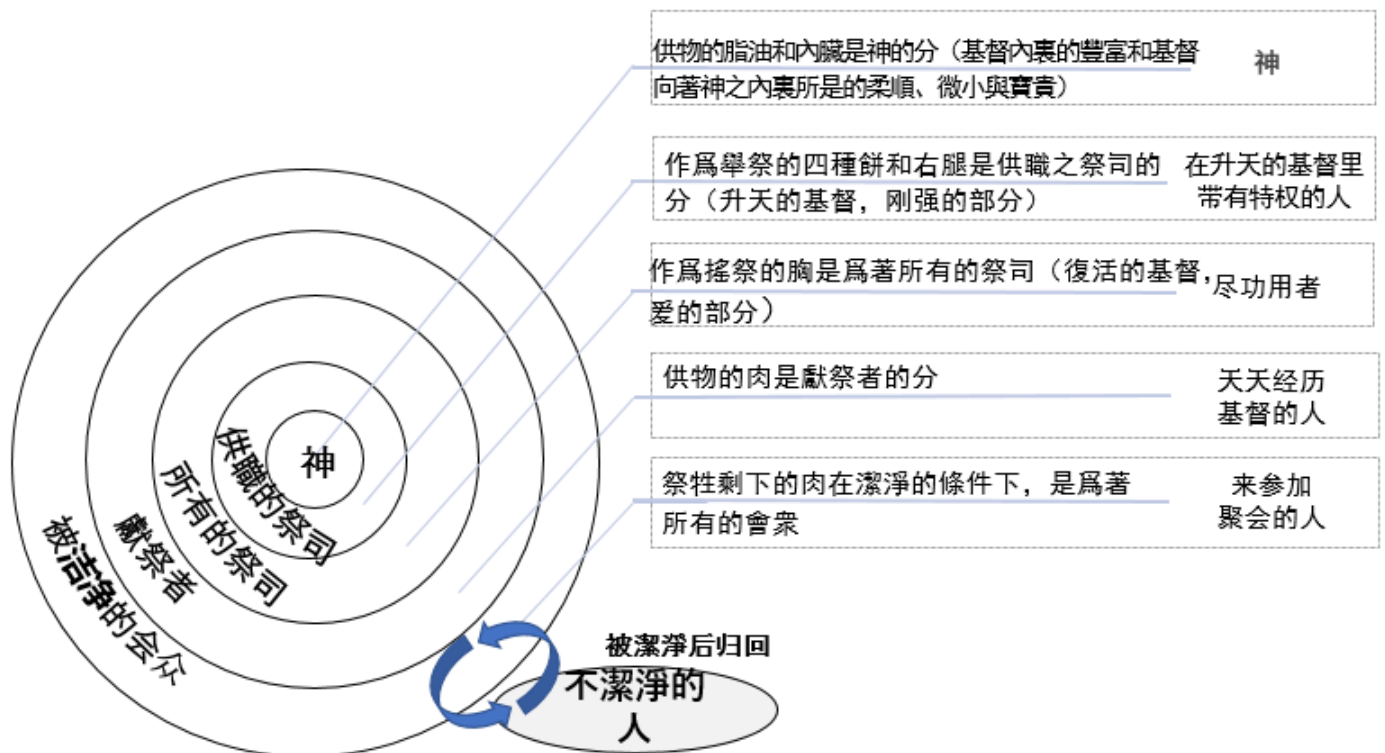 供物的脂油和內臟是神的分（基督內裏的豐富和基督
向著神之內裏所是的柔順、微小與寶貴）
神
作爲舉祭的四種餅和右腿是供職之祭司的
分（升天的基督，刚强的部分）
在升天的基督里
带有特权的人
作爲搖祭的胸是爲著所有的祭司（復活的基督，
爱的部分）
尽功用者
供物的肉是獻祭者的分
天天经历
基督的人
祭牲剩下的肉在潔淨的條件下，是爲著
所有的會衆
来参加
聚会的人
神
供職的祭司
所有的祭司
獻祭者
被洁净的会众
被潔淨后归回
不潔淨的
人